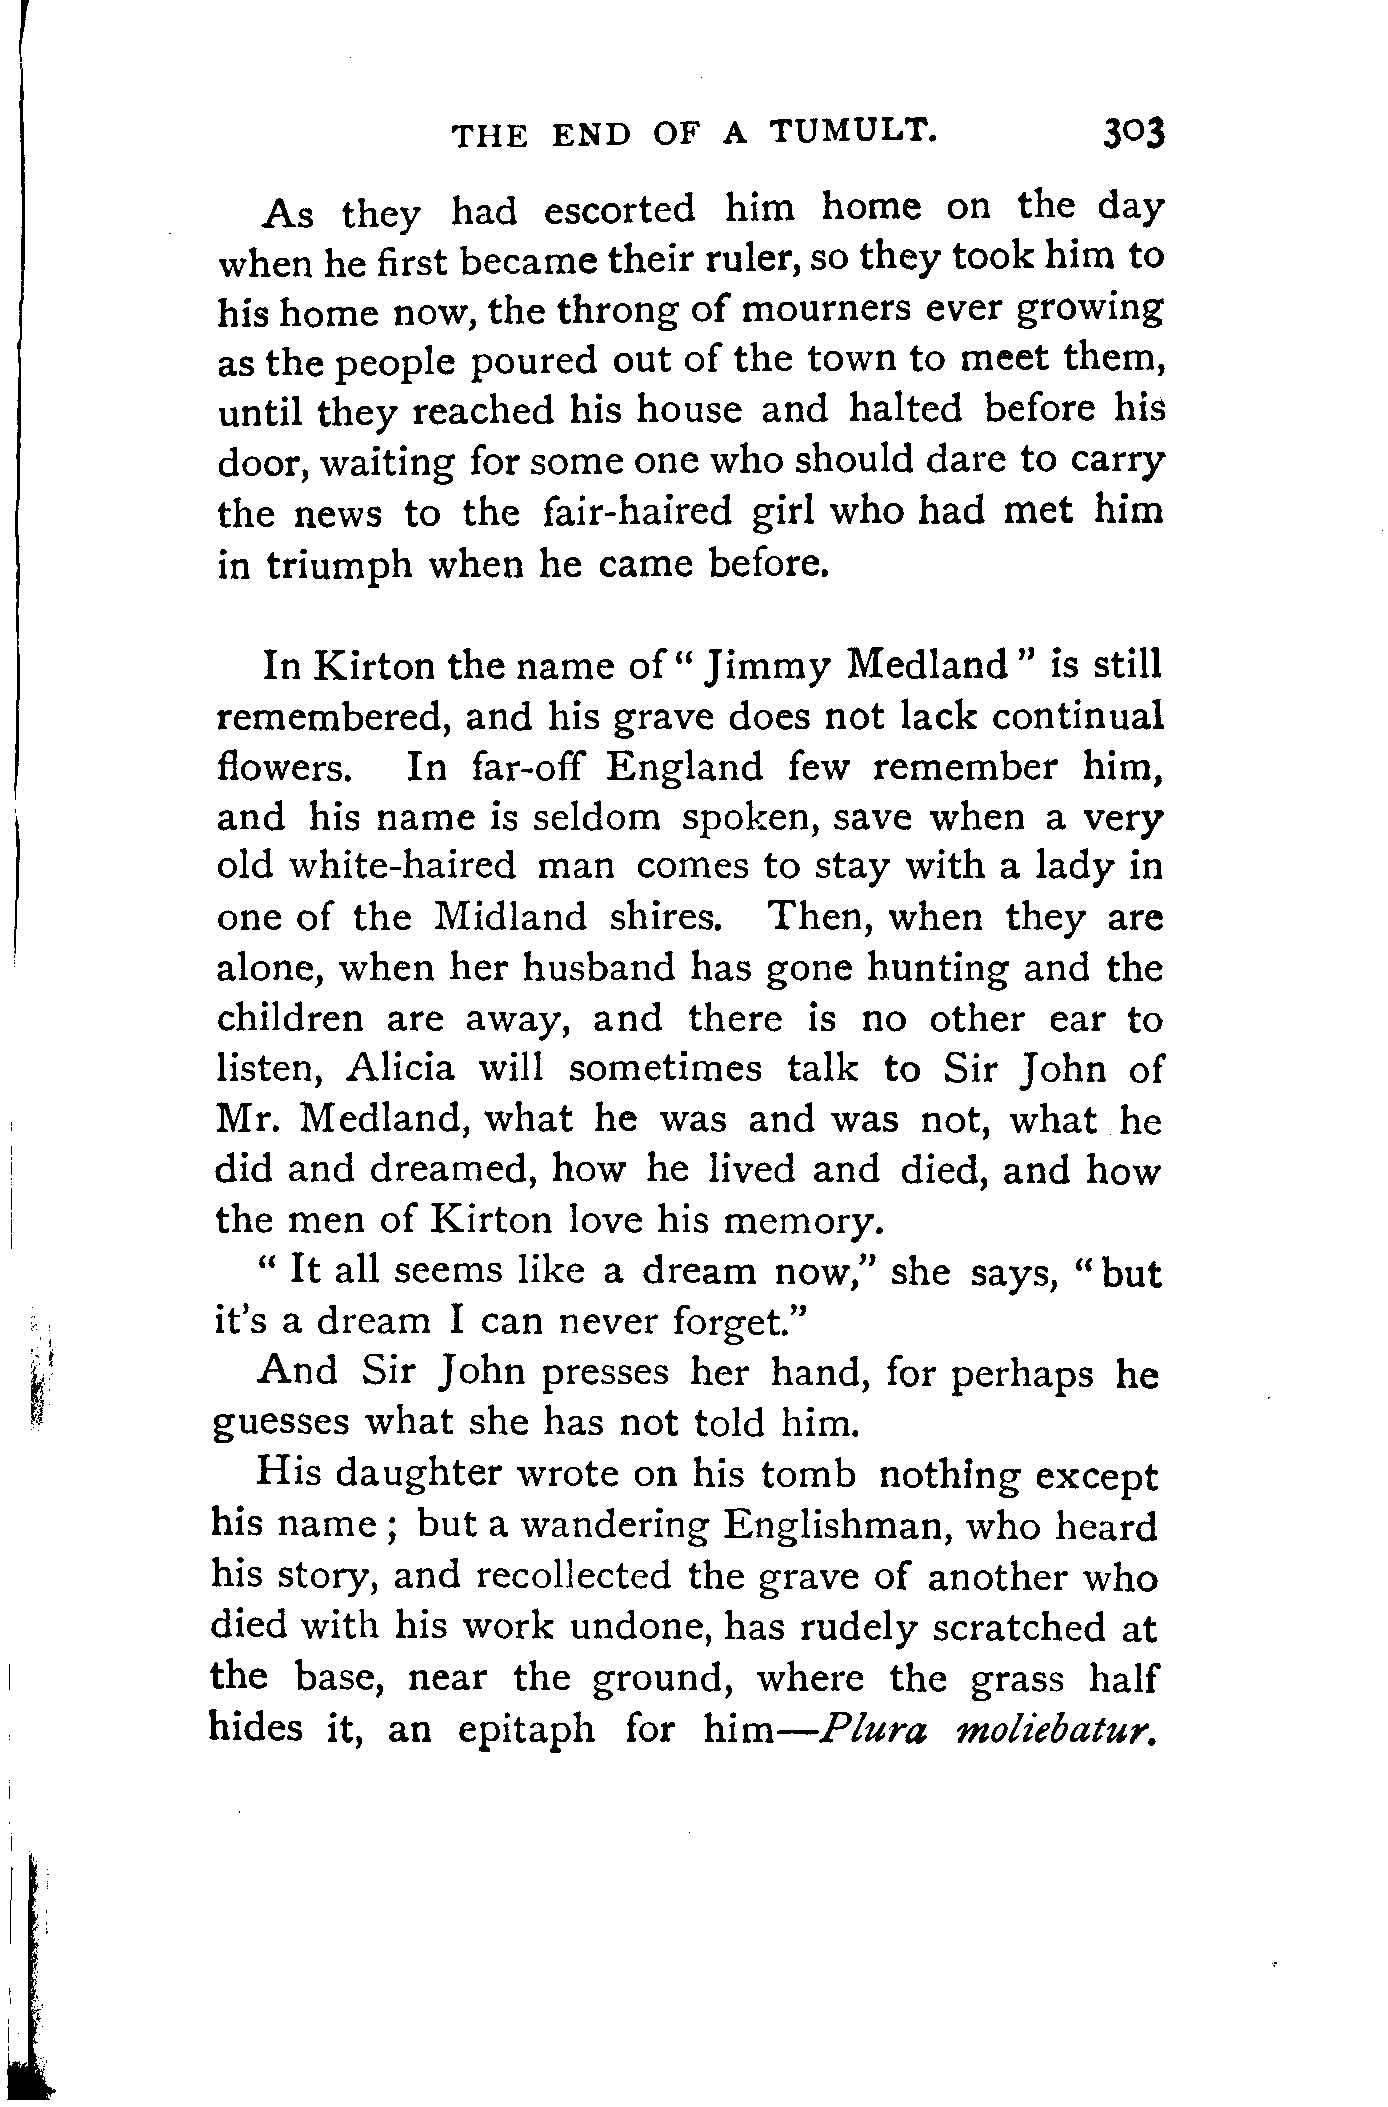 THE END OF A TUMULT. 303
As they had escorted him home on the day
when he first became their ruler, so they took him to
his home now, the throng of mourners ever growing
as the people poured out of the town to meet them,
until they reached his house and halted before his
door, waiting for some one who should dare to carry
the news to the fair-haired girl who had met him
in triumph when he came before.
In Kirton the name of “ Jimmy Medland ” is still
remembered, and his grave does not lack continual
flowers. In far-off England few remember him,
and his name is seldom spoken, save when a very
old white-haired man comes to stay with a lady in
one of the Midland shires. Then, when they are
alone, when her husband has gone hunting and the
children are away, and there is no other ear to
listen, Alicia will sometimes talk to Sir John of
Mr. Medland, what he was and was not, what he
did and dreamed, how he lived and died, and how
the men of Kirton love his memory.
“ It all seems like a dream now,” she says, “ but
it’s a dream I can never forget.”
And Sir John presses her hand, for perhaps he
guesses what she has not told him.
His daughter wrote on his tomb nothing except
his name ; but a wandering Englishman, who heard
his story, and recollected the grave of another who
died with his work undone, has rudely scratched at
the base, near the ground, where the grass half
hides it, an epitaph for him—Plura moliebatur.